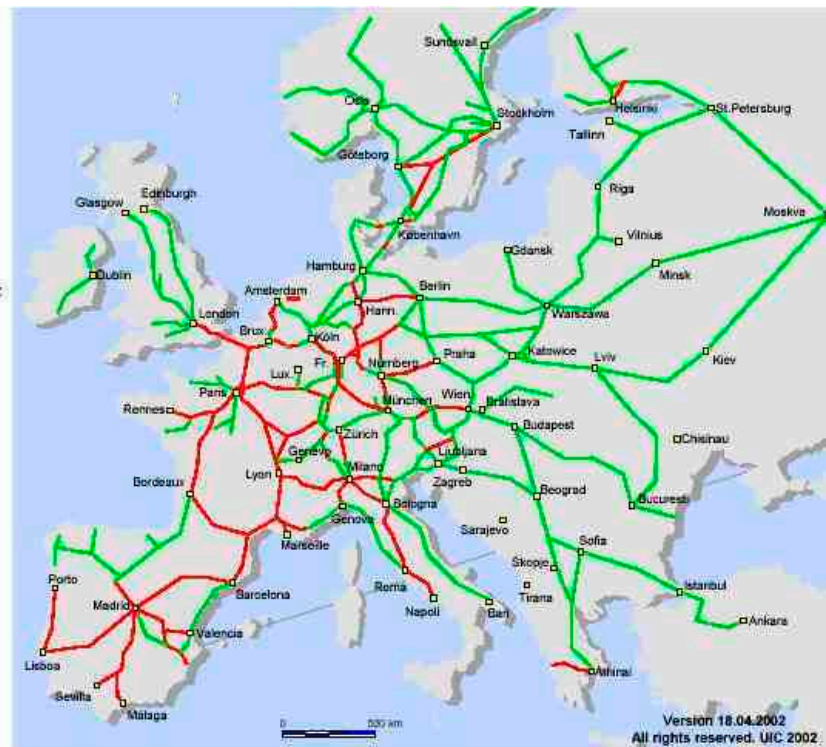 Sundsvall
Oslo
Stockholm
Helsinki
St.Petersburg
Tallinn
Göteborg
Riga
Glasgow
Edinburgh
Moskva
København
Vilnius
Gdansk
Dublin
Hamburg
Minsk
Amsterdam
Berlin
London
Hann.
Warszawa
Brux
Köln
Fr.
Nürnberg
Praha
Katowice
Lviv
Kiev
Lux.
Paris
Rennes
München
Wien
Bratislava
Zürich
Budapest
Chisinau
Genève
Ljubljana
Lyon
Milano
Zagreb
Bordeaux
Beograd
Bucuresti
Bologna
Genova
Sarajevo
Marseille
Sofia
Skopje
Porto
Roma
Istanbul
Madrid
Barcelona
Napoli
Tirana
Bari
Ankara
Valencia
Lisboa
Athinai
Sevilla
Málaga
0 500 km
Version 18.04.2002
All rights reserved. UIC 2002